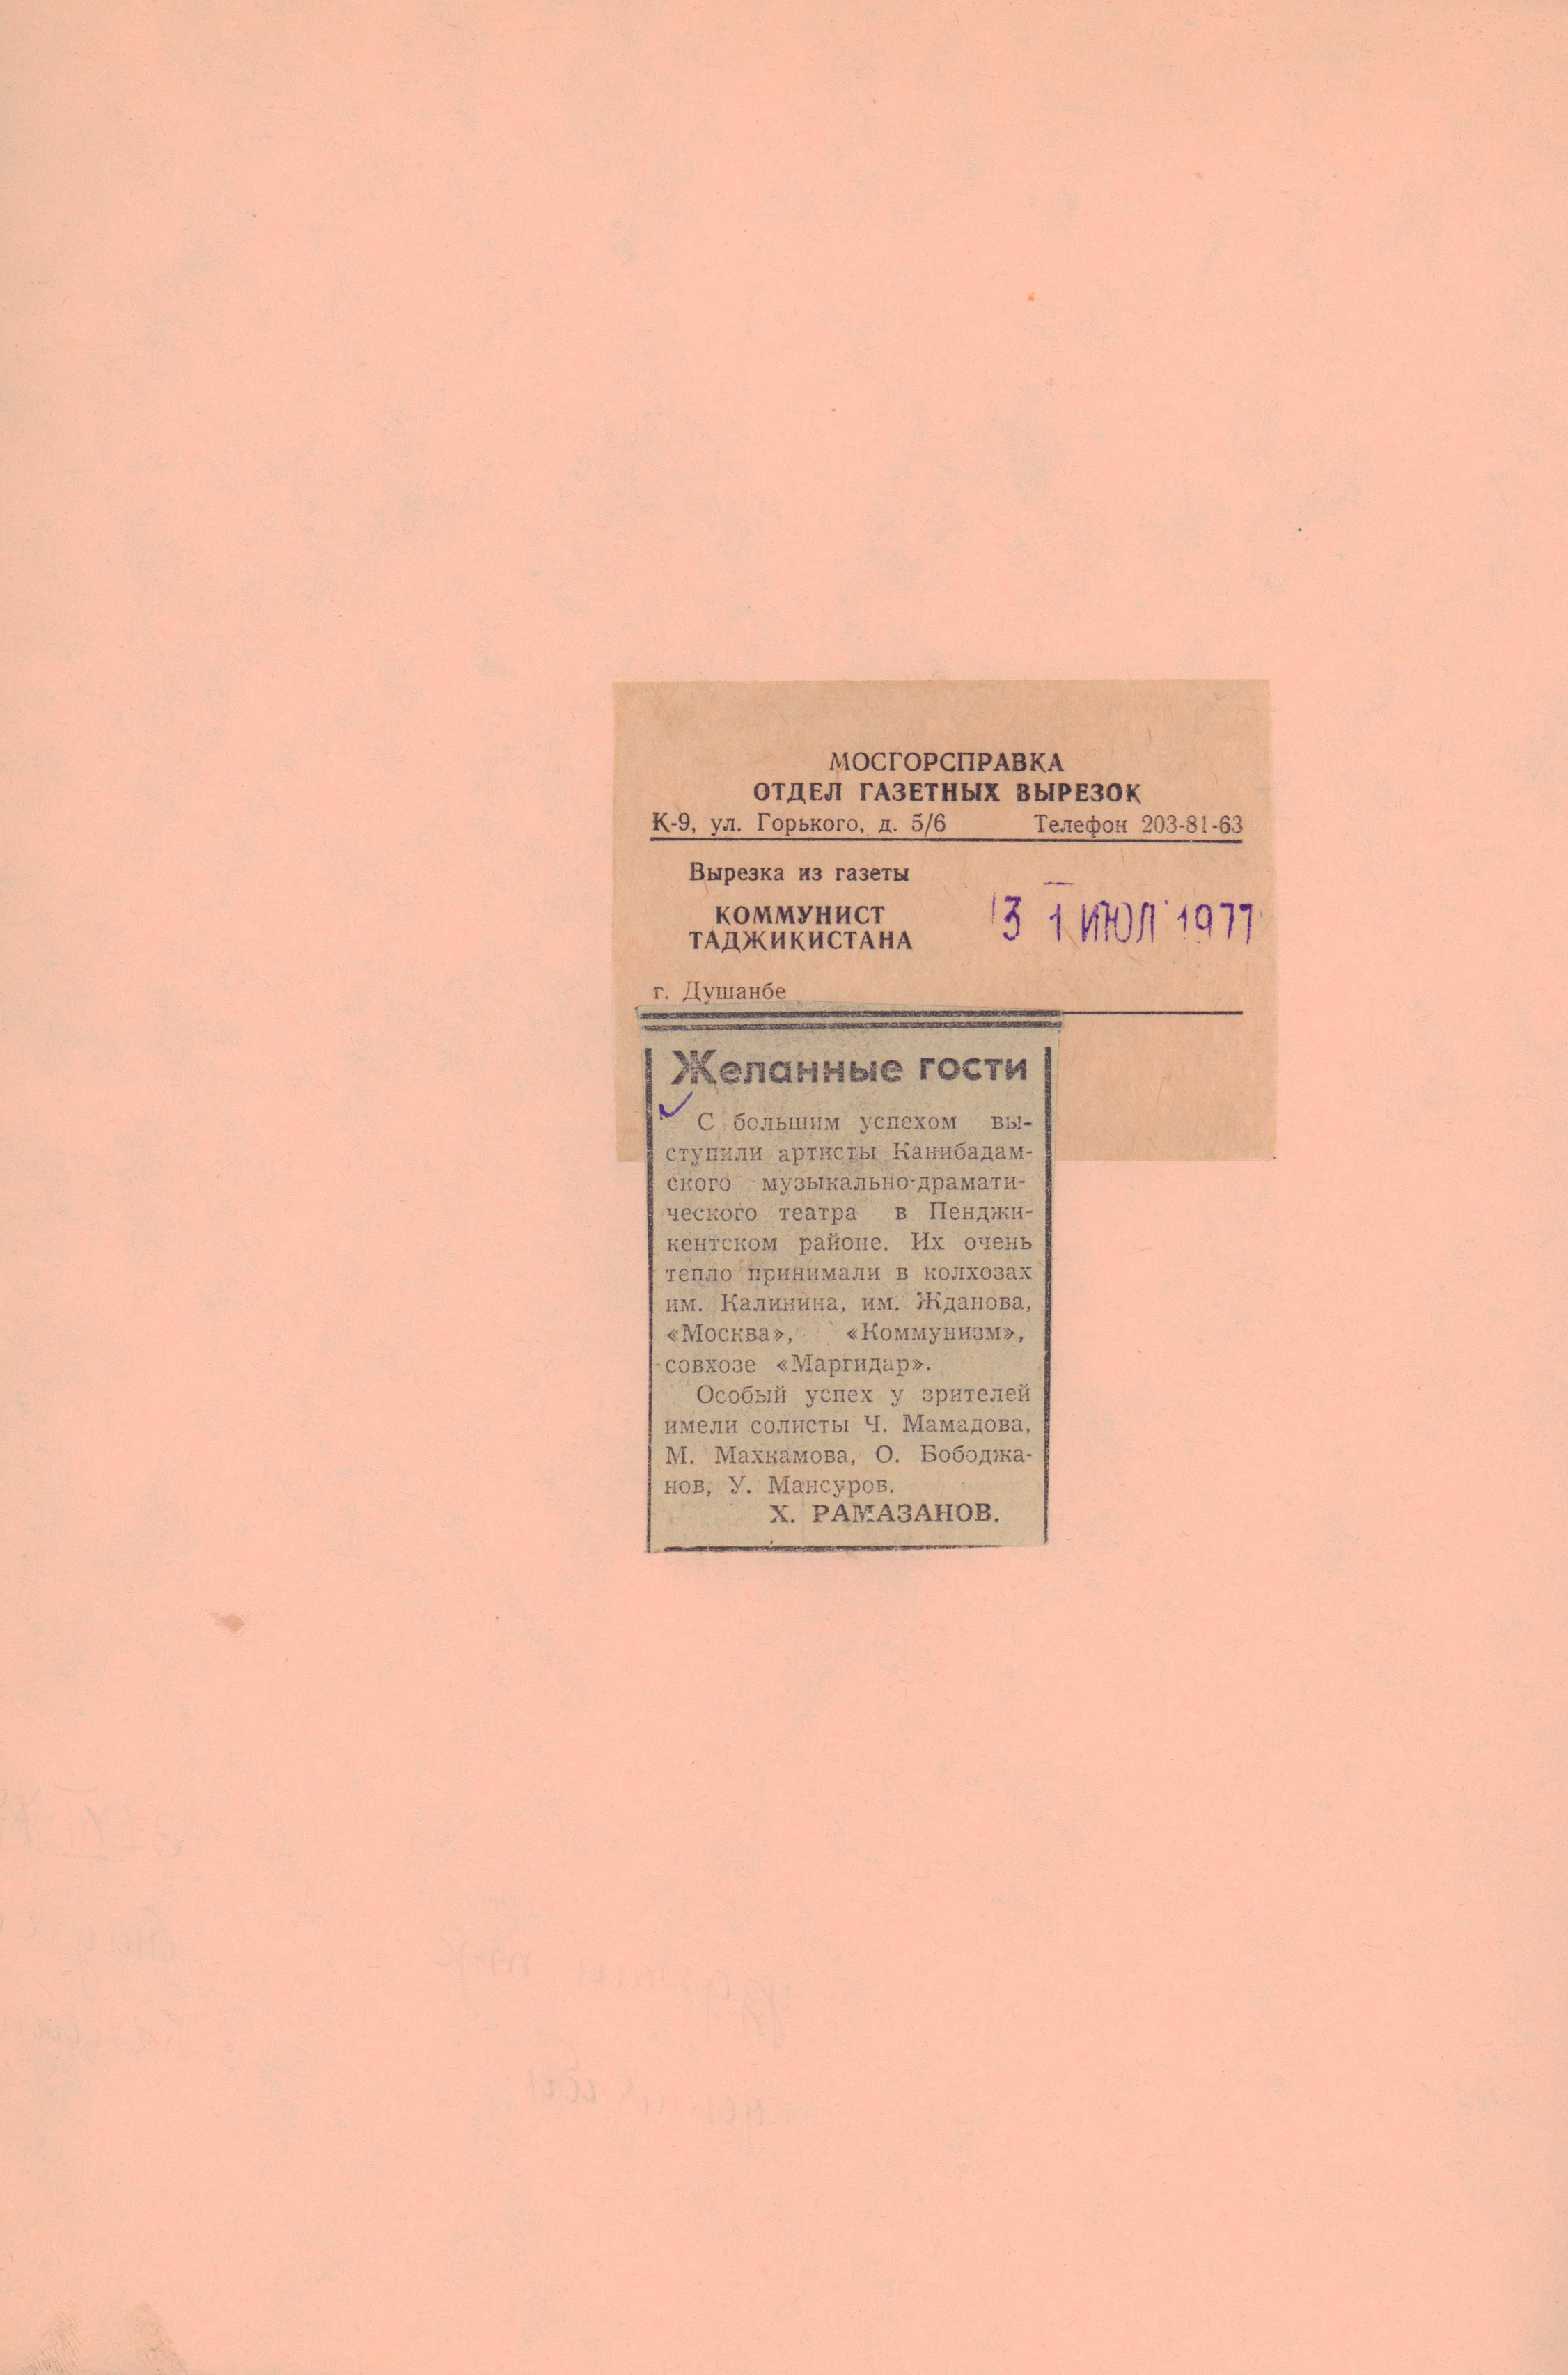 МОСГОРСПРАВКА
ОТДЕЛ ГАЗЕТНЫХ ВЫРЕЗОК
К-9, ул. Горького, д. 5/6 Телефон 203-81-63
Вырезка из газеты
КОММУНИСТ
ТАДЖИКИСТАНА
3 1 ИЮЛ 1977
г. Душанбе
Желанные гости
С большим успехом вы-
ступили артисты Канибадам-
ского музыкально-драмати-
ческого театра в Пенджи-
кентском районе. Их очень
тепло принимали в колхозах
им. Калинина, им. Жданова,
«Москва», «Коммунизм»,
совхозе «Маргидар».
Особый успех у зрителей
имели солисты Ч. Мамадова,
М. Махкамова, О. Бободжа-
нов, У. Мансуров.
Х. РАМАЗАНОВ.